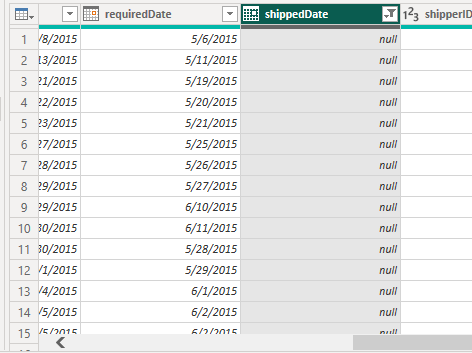 requiredDate shippedDate 1²3 shipperID
1 /8/2015 5/6/2015 null
2 13/2015 5/11/2015 null
3 21/2015 5/19/2015 null
4 22/2015 5/20/2015 null
5 23/2015 5/21/2015 null
6 27/2015 5/25/2015 null
7 28/2015 5/26/2015 null
8 29/2015 5/27/2015 null
9 29/2015 6/10/2015 null
10 30/2015 6/11/2015 null
11 30/2015 5/28/2015 null
12 /1/2015 5/29/2015 null
13 /4/2015 6/1/2015 null
14 /5/2015 6/2/2015 null
15 /5/2015 6/2/2015 null